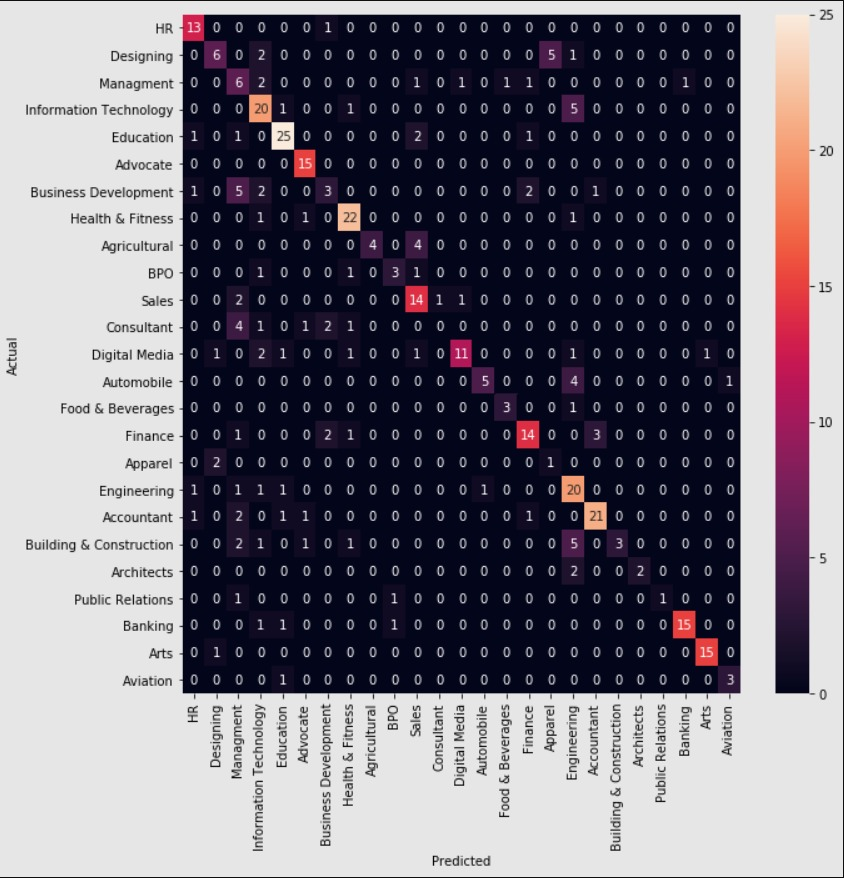 HR 13 0 0 0 0 0 1 0 0 0 0 0 0 0 0 0 0 0 0 0 0 0 0 0 0
Designing 0 6 0 2 0 0 0 0 0 0 0 0 0 0 0 0 5 1 0 0 0 0 0 0 0
Managment 0 0 6 2 0 0 0 0 0 0 1 0 1 0 1 1 0 0 0 0 0 0 1 0 0
Information Technology 0 0 0 20 1 0 0 1 0 0 0 0 0 0 0 0 0 5 0 0 0 0 0 0 0
Education 1 0 1 0 25 0 0 0 0 0 2 0 0 0 0 1 0 0 0 0 0 0 0 0 0
Advocate 0 0 0 0 0 15 0 0 0 0 0 0 0 0 0 0 0 0 0 0 0 0 0 0 0
Business Development 1 0 5 2 0 0 3 0 0 0 0 0 0 0 0 2 0 0 1 0 0 0 0 0 0
Health & Fitness 0 0 0 1 0 1 0 22 0 0 0 0 0 0 0 0 0 1 0 0 0 0 0 0 0
Agricultural 0 0 0 0 0 0 0 0 4 0 4 0 0 0 0 0 0 0 0 0 0 0 0 0 0
BPO 0 0 0 1 0 0 0 1 0 3 1 0 0 0 0 0 0 0 0 0 0 0 0 0 0
Sales 0 0 2 0 0 0 0 0 0 0 14 1 1 0 0 0 0 0 0 0 0 0 0 0 0
Consultant 0 0 4 1 0 1 2 1 0 0 0 0 0 0 0 0 0 0 0 0 0 0 0 0 0
Digital Media 0 1 0 2 1 0 0 1 0 0 1 0 11 0 0 0 0 1 0 0 0 0 0 1 0
Automobile 0 0 0 0 0 0 0 0 0 0 0 0 0 5 0 0 0 4 0 0 0 0 0 0 1
Food & Beverages 0 0 0 0 0 0 0 0 0 0 0 0 0 0 3 0 0 1 0 0 0 0 0 0 0
Finance 0 0 1 0 0 0 2 1 0 0 0 0 0 0 0 14 0 0 3 0 0 0 0 0 0
Apparel 0 2 0 0 0 0 0 0 0 0 0 0 0 0 0 0 1 0 0 0 0 0 0 0 0
Engineering 1 0 1 1 1 0 0 0 0 0 0 0 0 1 0 0 0 20 0 0 0 0 0 0 0
Accountant 1 0 2 0 1 1 0 0 0 0 0 0 0 0 0 1 0 0 21 0 0 0 0 0 0
Building & Construction 0 0 2 1 0 1 0 1 0 0 0 0 0 0 0 0 0 5 0 3 0 0 0 0 0
Architects 0 0 0 0 0 0 0 0 0 0 0 0 0 0 0 0 0 2 0 0 2 0 0 0 0
Public Relations 0 0 1 0 0 0 0 0 0 1 0 0 0 0 0 0 0 0 0 0 0 1 0 0 0
Banking 0 0 0 1 1 0 0 0 0 1 0 0 0 0 0 0 0 0 0 0 0 0 15 0 0
Arts 0 1 0 0 0 0 0 0 0 0 0 0 0 0 0 0 0 0 0 0 0 0 0 15 0
Aviation 0 0 0 0 1 0 0 0 0 0 0 0 0 0 0 0 0 0 0 0 0 0 0 0 3
Actual
HR
Designing
Managment
Information Technology
Education
Advocate
Business Development
Health & Fitness
Agricultural
BPO
Sales
Consultant
Digital Media
Automobile
Food & Beverages
Finance
Apparel
Engineering
Accountant
Building & Construction
Architects
Public Relations
Banking
Arts
Aviation
Predicted
25
20
15
10
5
0